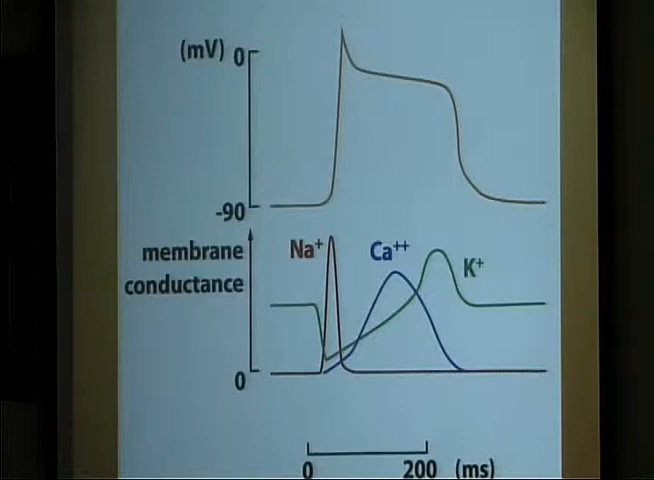 (mV) 0
-90
membrane
conductance
Na+
Ca++
K+
0
0
200 (ms)